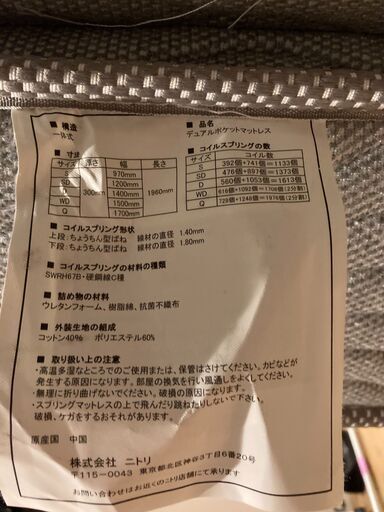 ■ 構造
一体式
■ 品名
デュアルポケットマットレス
■ 寸法
サイズ 厚さ 幅 長さ
S 300mm 970mm 1960mm
SD 1200mm
D 1400mm
WD 1500mm
Q 1700mm
■ コイルスプリングの数
サイズ コイル数
S 392個+741個=1133個
SD 476個+897個=1373個
D 560個+1053個=1613個
WD 616個+1092個=1708個(2分割)
Q 729個+1248個=1976個(2分割)
■ コイルスプリング形状
上段:ちょうちん型ばね 線材の直径 1.40mm
下段:ちょうちん型ばね 線材の直径 1.80mm
■ コイルスプリングの材料の種類
SWRH67B・硬鋼線C種
■ 詰め物の材料
ウレタンフォーム、樹脂綿、抗菌不織布
■ 外装生地の組成
コットン40% ポリエステル60%
■ 取り扱い上の注意
・高温多湿なところでのご使用または、保管はさけてください。カビなどが
発生する原因になります。部屋の換気を行い風通しをよくしてください。
・無理に折り曲げないでください。破損の原因になります。
・スプリングマットレスの上で飛んだり跳ねたりしないで下さい。
破損、ケガをするおそれがあります。
原産国 中国
株式会社 ニトリ
〒115-0043 東京都北区神谷3丁目6番20号
お問い合わせはお近くのニトリ店舗にて承ります